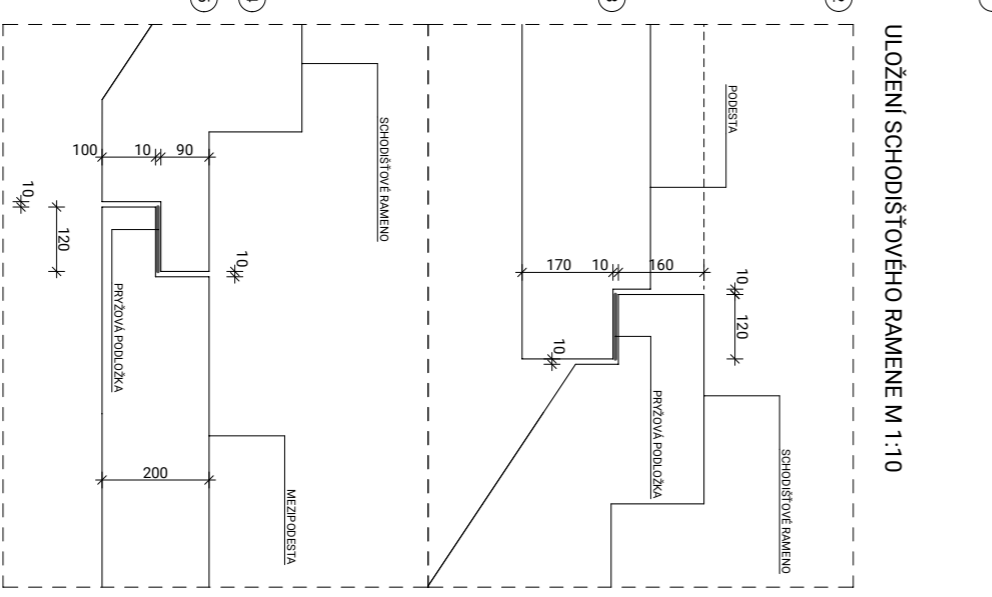 ULOŽENÍ SCHODIŠŤOVÉHO RAMENE M 1:10
PODESTA
170
10
160
10
120
10
PRYŽOVÁ PODLOŽKA
SCHODIŠŤOVÉ RAMENO
SCHODIŠŤOVÉ RAMENO
100
10
90
10
120
10
PRYŽOVÁ PODLOŽKA
200
MEZIPODESTA